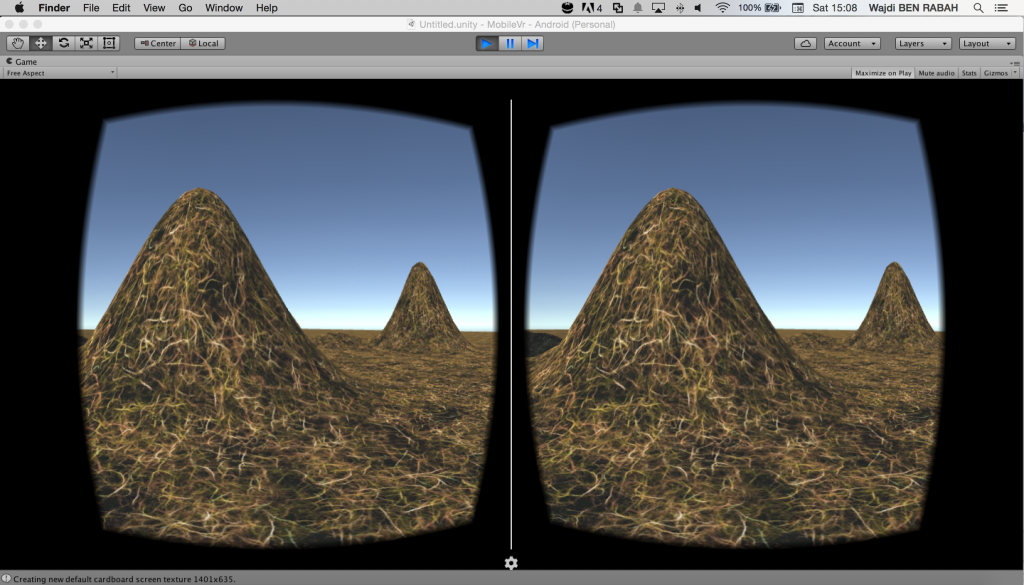 Finder File Edit View Go Window Help 4 100% Sat 15:08 Wajdi BEN RABAH
Untitled.unity - MobileVr - Android (Personal)
Center Local Account Layers Layout
Game
Free Aspect Maximize on Play Mute audio Stats Gizmos
Creating new default cardboard screen texture 1401x635.